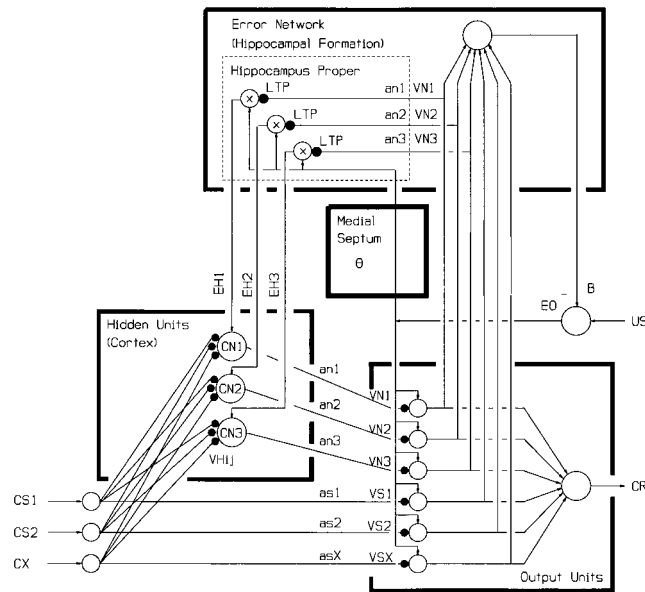 Error Network
(Hippocampal Formation)
Hippocampus Proper
LTP
an1 VN1
×
LTP
an2 VN2
×
LTP
an3 VN3
×
Medial
Septum
θ
EH1
EH2
EH3
–
B
EO
US
Hidden Units
(Cortex)
CN1
an1
CN2
an2
VN1
CN3
VN2
an3
VN3
VHij
CS1
as1
VS1
CR
CS2
as2
VS2
CX
asX
VSX
Output Units